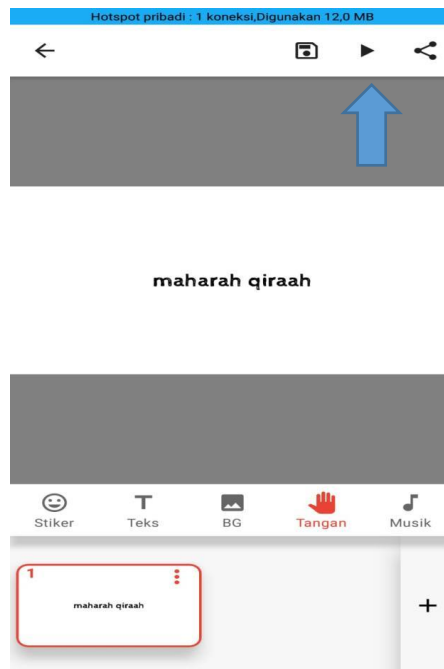 Hotspot pribadi : 1 koneksi,Digunakan 12,0 MB
maharah qiraah
Stiker Teks BG Tangan Musik
1
maharah qiraah